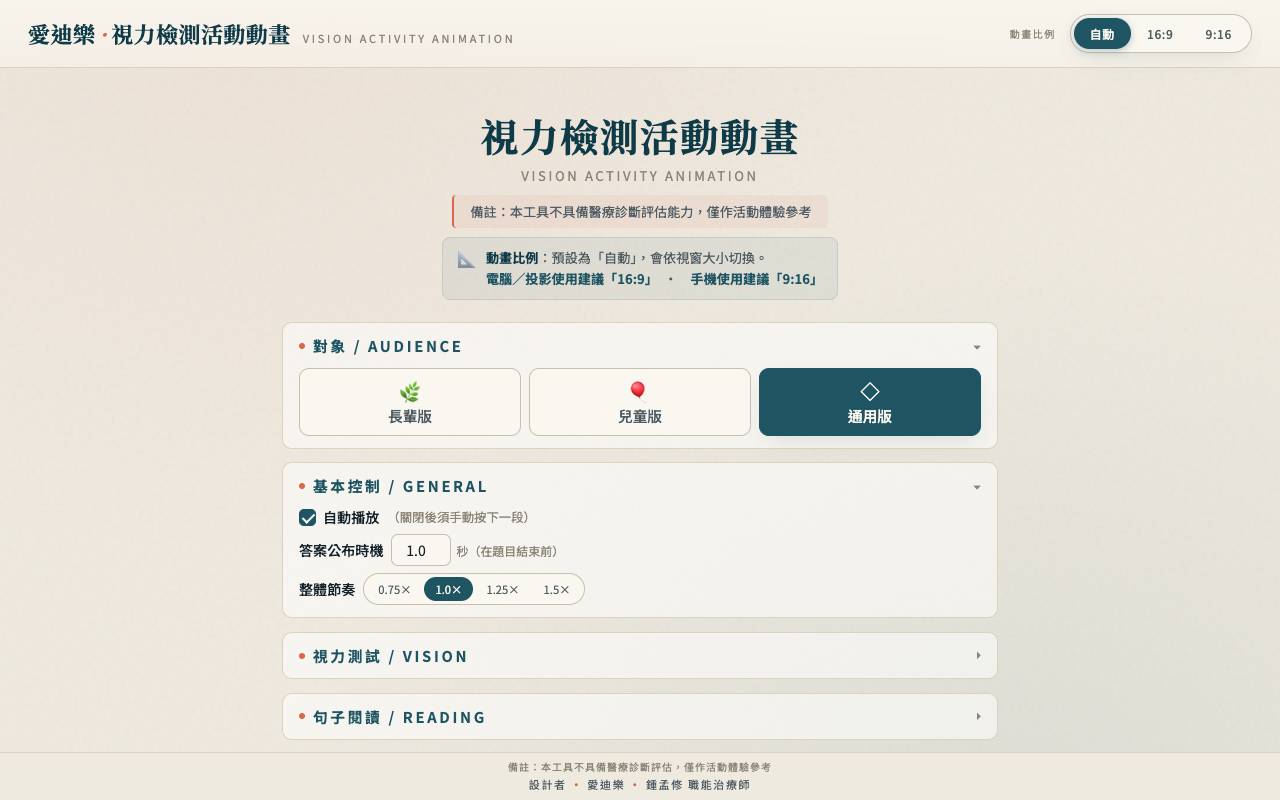 愛迪樂·視力檢測活動動畫 VISION ACTIVITY ANIMATION
動畫比例 自動 16:9 9:16
視力檢測活動動畫
VISION ACTIVITY ANIMATION
備註：本工具不具備醫療診斷評估能力，僅作活動體驗參考
動畫比例：預設為「自動」，會依視窗大小切換。
電腦／投影使用建議「16:9」 · 手機使用建議「9:16」
對象 / AUDIENCE
長輩版 兒童版 通用版
基本控制 / GENERAL
自動播放 （關閉後須手動按下一段）
答案公布時機 1.0 秒（在題目結束前）
整體節奏 0.75× 1.0× 1.25× 1.5×
視力測試 / VISION
句子閱讀 / READING
備註：本工具不具備醫療診斷評估，僅作活動體驗參考
設計者 • 愛迪樂 • 鍾孟修 職能治療師